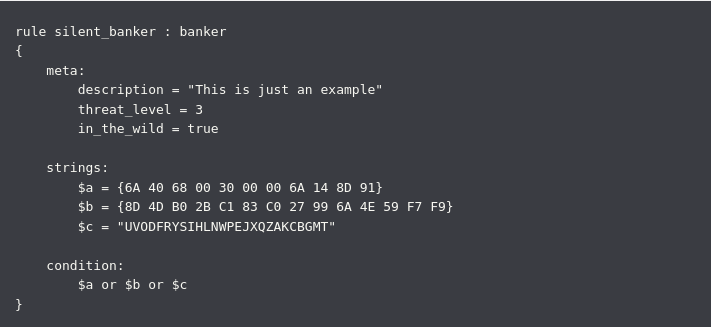 rule silent_banker : banker
{
    meta:
        description = "This is just an example"
        threat_level = 3
        in_the_wild = true

    strings:
        $a = {6A 40 68 00 30 00 00 6A 14 8D 91}
        $b = {8D 4D B0 2B C1 83 C0 27 99 6A 4E 59 F7 F9}
        $c = "UVODFRYSIHLNWPEJXQZAKCBGMT"

    condition:
        $a or $b or $c
}